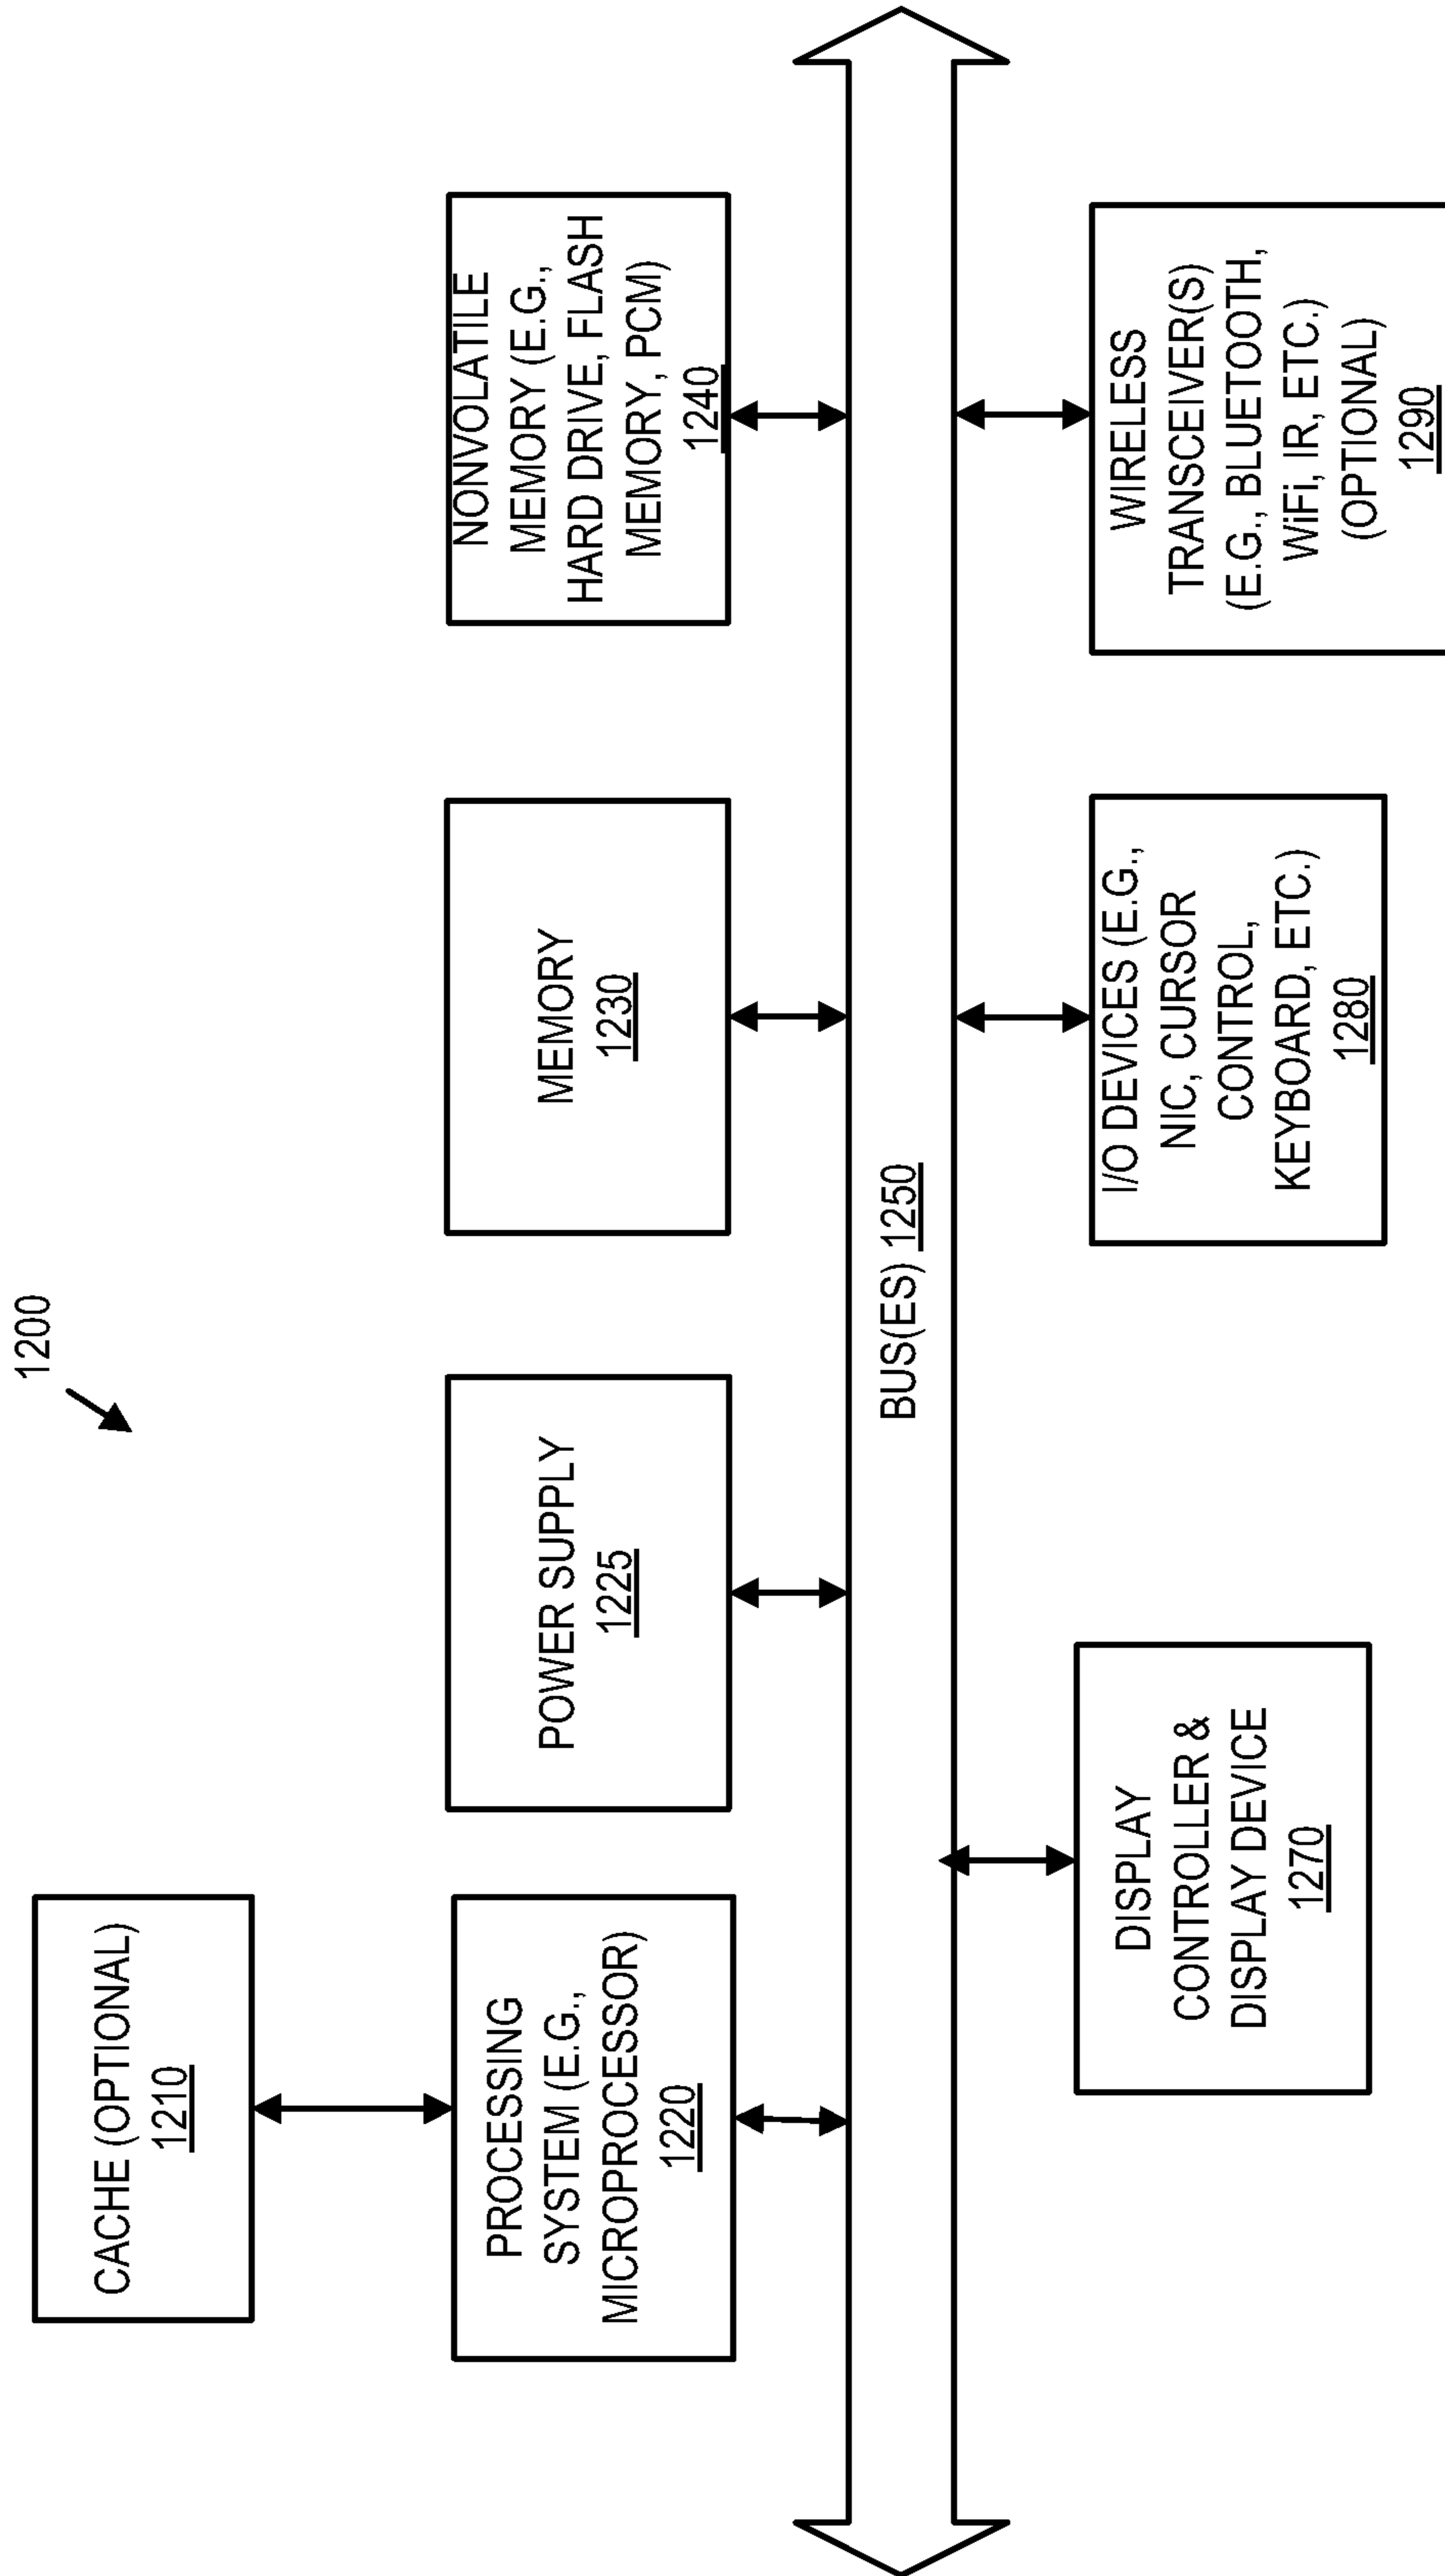 1200
CACHE (OPTIONAL)
1210
PROCESSING
SYSTEM (E.G.,
MICROPROCESSOR)
1220
POWER SUPPLY
1225
MEMORY
1230
NONVOLATILE
MEMORY (E.G.,
HARD DRIVE, FLASH
MEMORY, PCM)
1240
BUS(ES) 1250
DISPLAY
CONTROLLER &
DISPLAY DEVICE
1270
I/O DEVICES (E.G.,
NIC, CURSOR
CONTROL,
KEYBOARD, ETC.)
1280
WIRELESS
TRANSCEIVER(S)
(E.G., BLUETOOTH,
WiFi, IR, ETC.)
(OPTIONAL)
1290